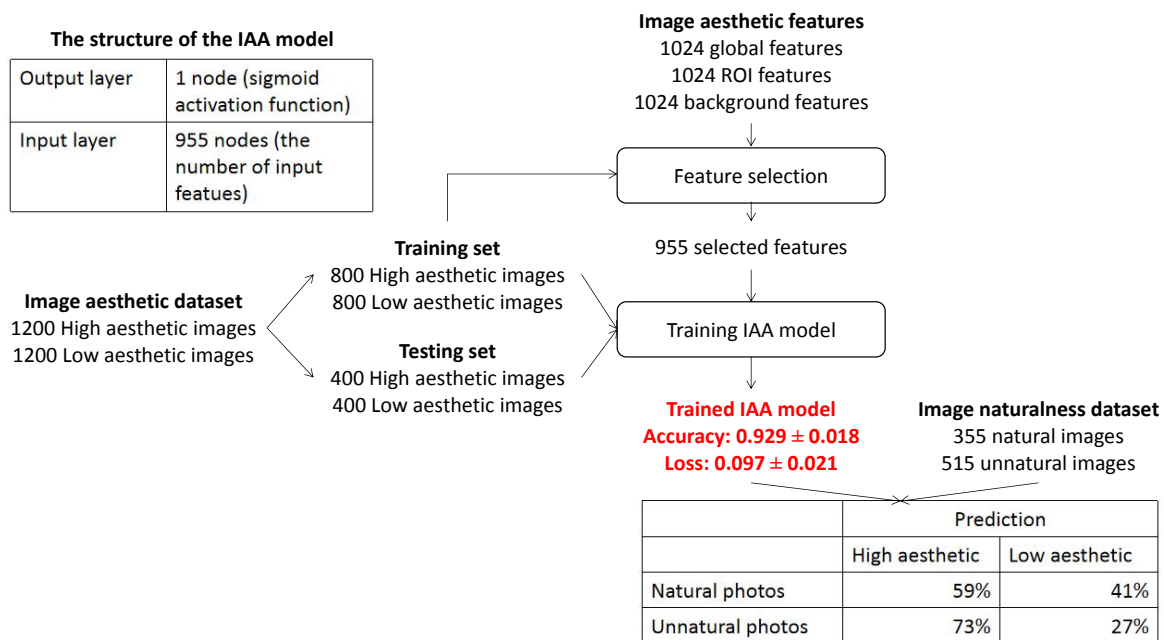 The structure of the IAA model
Output layer
1 node (sigmoid
activation function)
Input layer
955 nodes (the
number of input
featues)
Image aesthetic features
1024 global features
1024 ROI features
1024 background features
Feature selection
955 selected features
Image aesthetic dataset
1200 High aesthetic images
1200 Low aesthetic images
Training set
800 High aesthetic images
800 Low aesthetic images
Testing set
400 High aesthetic images
400 Low aesthetic images
Training IAA model
Trained IAA model
Accuracy: 0.929 ± 0.018
Loss: 0.097 ± 0.021
Image naturalness dataset
355 natural images
515 unnatural images
Prediction
High aesthetic Low aesthetic
Natural photos 59% 41%
Unnatural photos 73% 27%